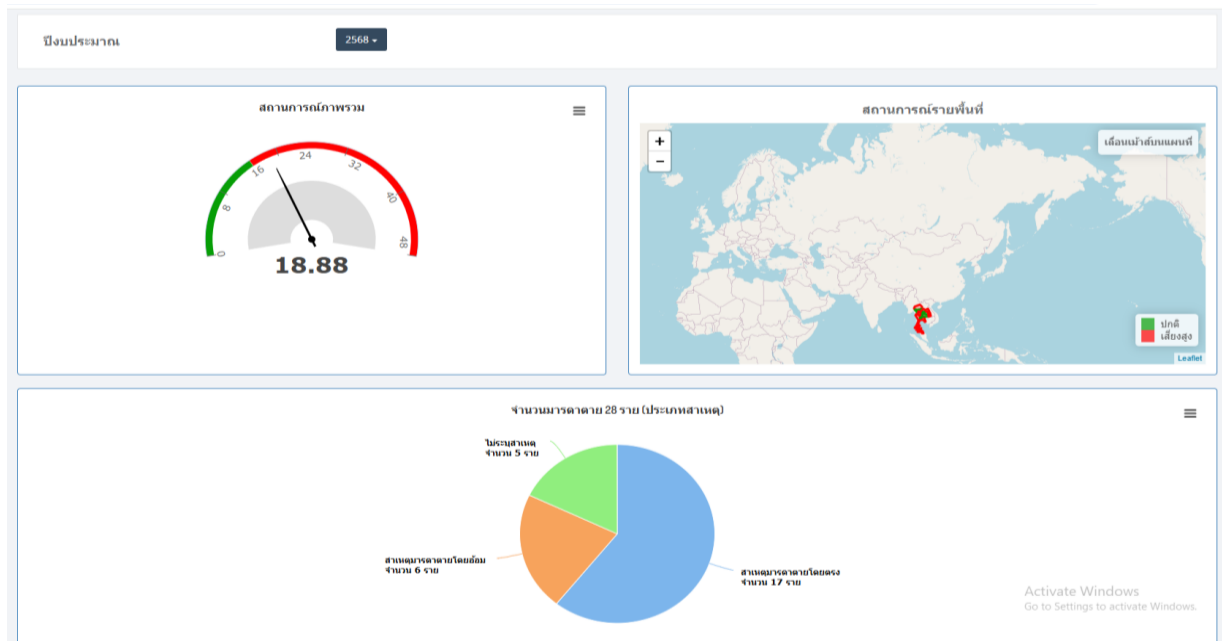 ปีงบประมาณ
2568
สถานการณ์ภาพรวม
0
8
16
24
32
40
48
18.88
สถานการณ์รายพื้นที่
+
−
เลื่อนเม้าส์บนแผนที่
ปกติ
เสี่ยงสูง
Leaflet
จำนวนมารดาตาย 28 ราย (ประเภทสาเหตุ)
ไม่ระบุสาเหตุ
จำนวน 5 ราย
สาเหตุมารดาตายโดยอ้อม
จำนวน 6 ราย
สาเหตุมารดาตายโดยตรง
จำนวน 17 ราย
Activate Windows
Go to Settings to activate Windows.